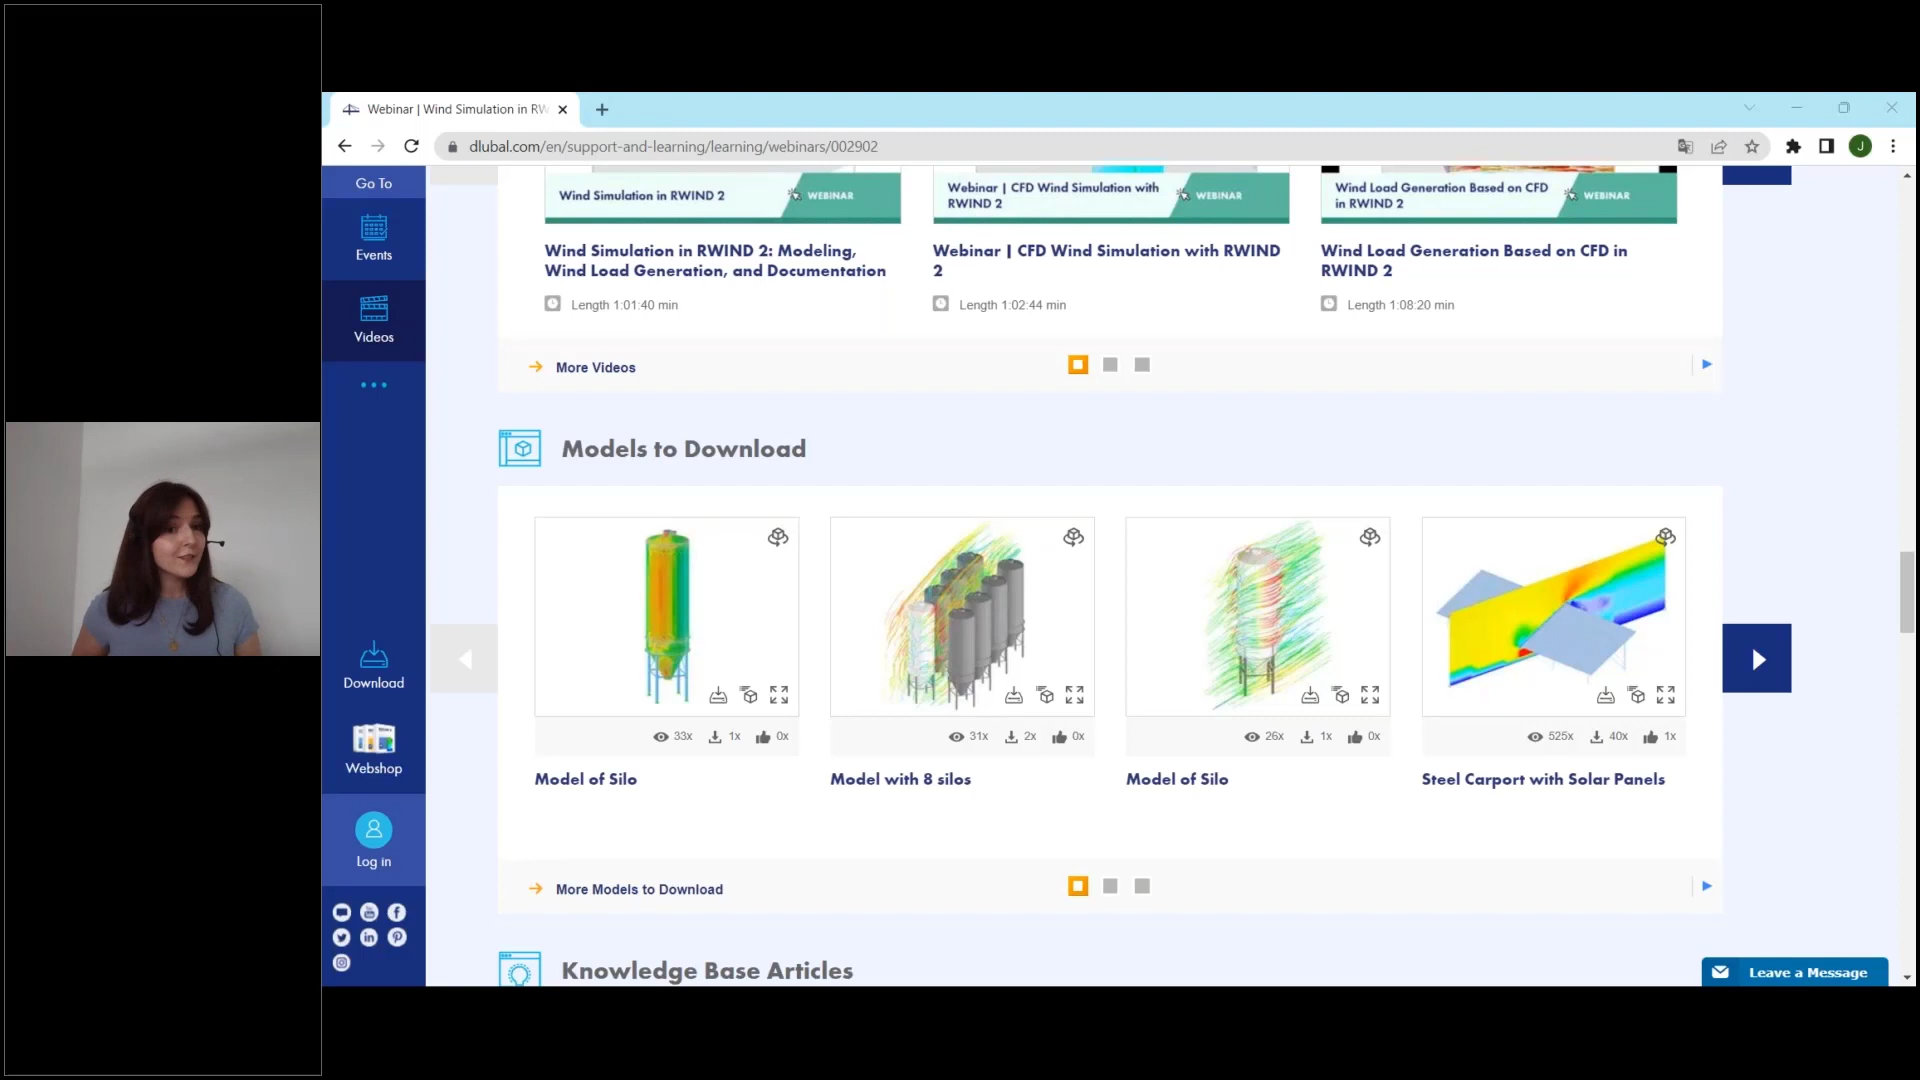 Webinar | Wind Simulation in RW
dlubal.com/en/support-and-learning/learning/webinars/002902
J
Go To
Events
Videos
Download
Webshop
Log in
Wind Simulation in RWIND 2
WEBINAR
Webinar | CFD Wind Simulation with
RWIND 2
WEBINAR
Wind Load Generation Based on CFD
in RWIND 2
WEBINAR
Wind Simulation in RWIND 2: Modeling,
Wind Load Generation, and Documentation
Length 1:01:40 min
Webinar | CFD Wind Simulation with RWIND
2
Length 1:02:44 min
Wind Load Generation Based on CFD in
RWIND 2
Length 1:08:20 min
More Videos
Models to Download
33x 1x 0x
Model of Silo
31x 2x 0x
Model with 8 silos
26x 1x 0x
Model of Silo
525x 40x 1x
Steel Carport with Solar Panels
More Models to Download
Knowledge Base Articles
Leave a Message